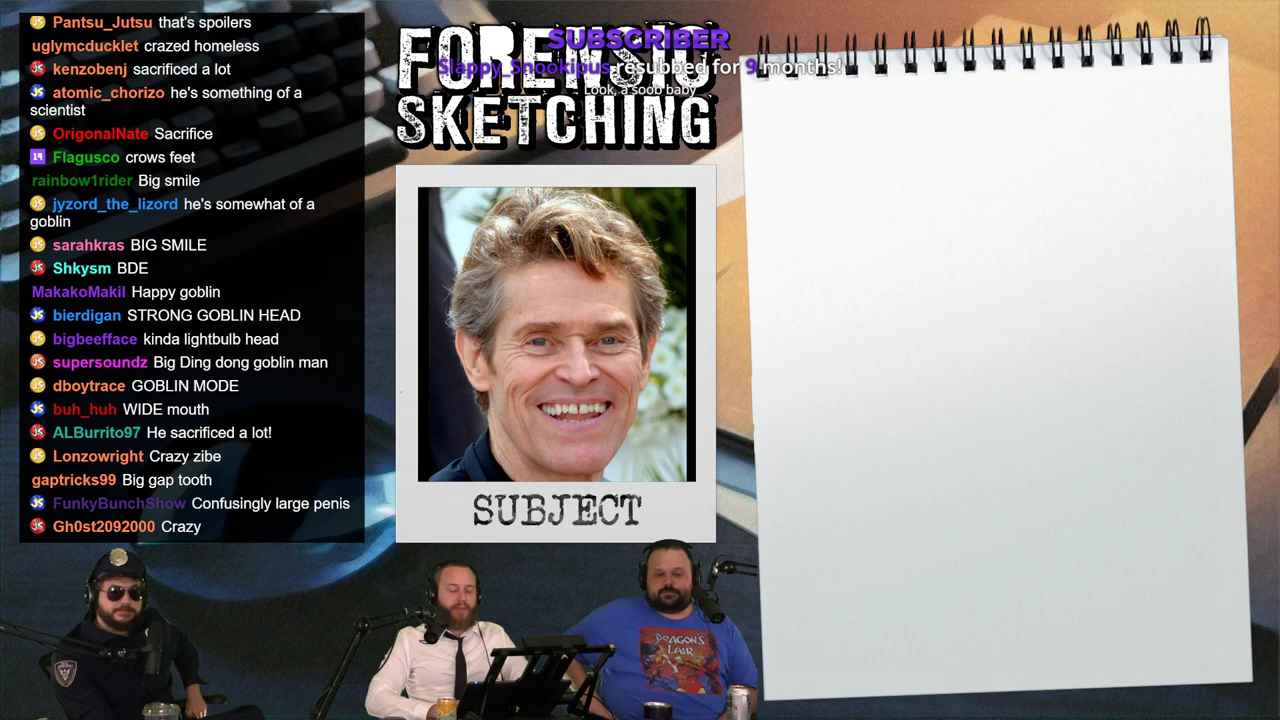 Pantsu_Jutsu that's spoilers
uglymcducklet crazed homeless
kenzobenj sacrificed a lot
atomic_chorizo he's something of a
scientist
OrigonalNate Sacrifice
19 Flagusco crows feet
rainbow1rider Big smile
jyzord_the_lizord he's somewhat of a
goblin
sarahkras BIG SMILE
Shkysm BDE
MakakoMakil Happy goblin
bierdigan STRONG GOBLIN HEAD
bigbeefface kinda lightbulb head
supersoundz Big Ding dong goblin man
dboytrace GOBLIN MODE
buh_huh WIDE mouth
ALBurrito97 He sacrificed a lot!
Lonzowright Crazy zibe
gaptricks99 Big gap tooth
FunkyBunchShow Confusingly large penis
Gh0st2092000 Crazy
FORENSIC
SKETCHING
SUBSCRIBER
Slappy_Snookipus resubbed for 9 months!
Look, a soob baby
SUBJECT
DRAGON'S
LAIR